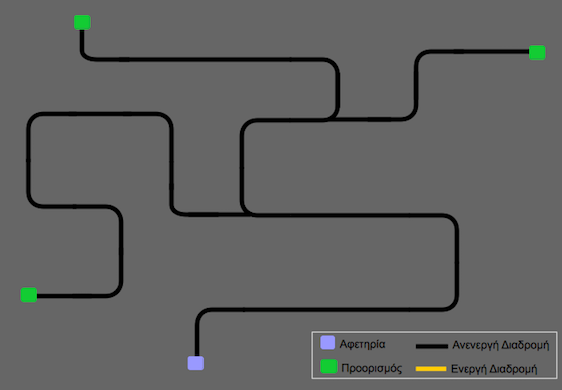 Αφετηρία
Ανενεργή Διαδρομή
Προορισμός
Ενεργή Διαδρομή